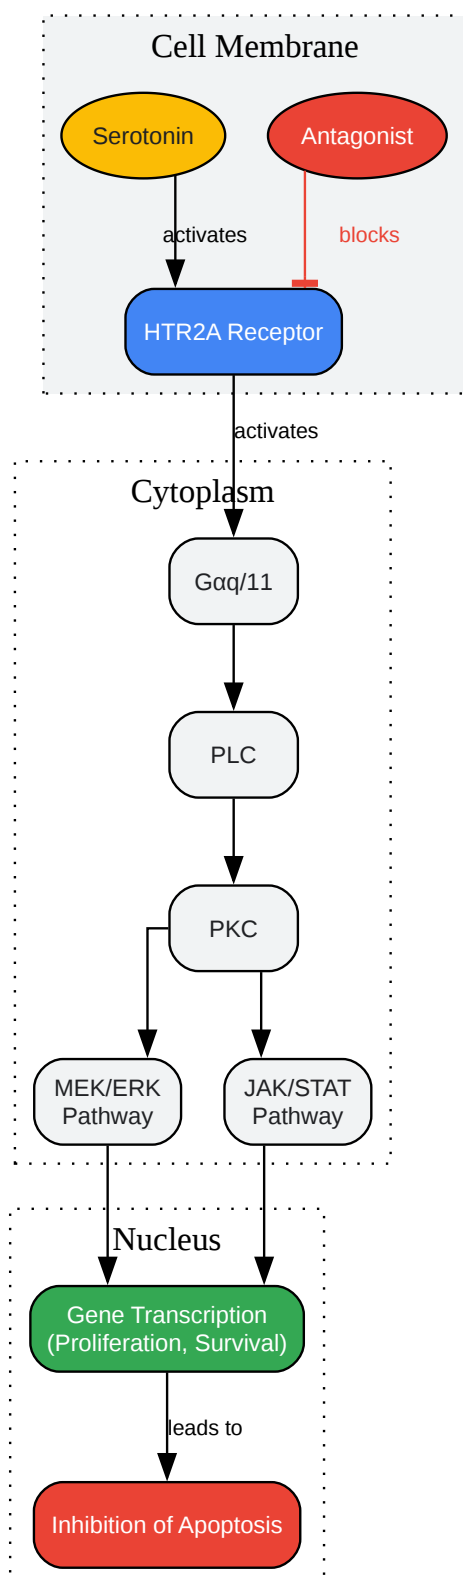 Cell Membrane
Serotonin
Antagonist
activates
blocks
HTR2A Receptor
activates
Cytoplasm
Gαq/11
PLC
PKC
MEK/ERK
Pathway
JAK/STAT
Pathway
Nucleus
Gene Transcription
(Proliferation, Survival)
leads to
Inhibition of Apoptosis